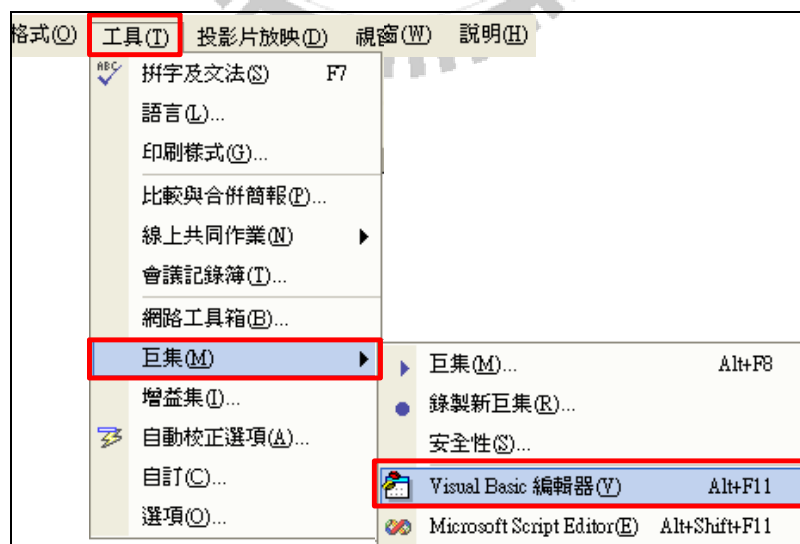 格式(O) 工具(T) 投影片放映(D) 視窗(W) 說明(H)
ABC 拼字及文法(S) F7
語言(L)...
印刷樣式(G)...
比較與合併簡報(P)...
線上共同作業(N)
會議記錄簿(T)...
網路工具箱(B)...
巨集(M)
增益集(I)...
自動校正選項(A)...
自訂(C)...
選項(O)...
巨集(M)... Alt+F8
錄製新巨集(R)...
安全性(S)...
Visual Basic 編輯器(V) Alt+F11
Microsoft Script Editor(E) Alt+Shift+F11